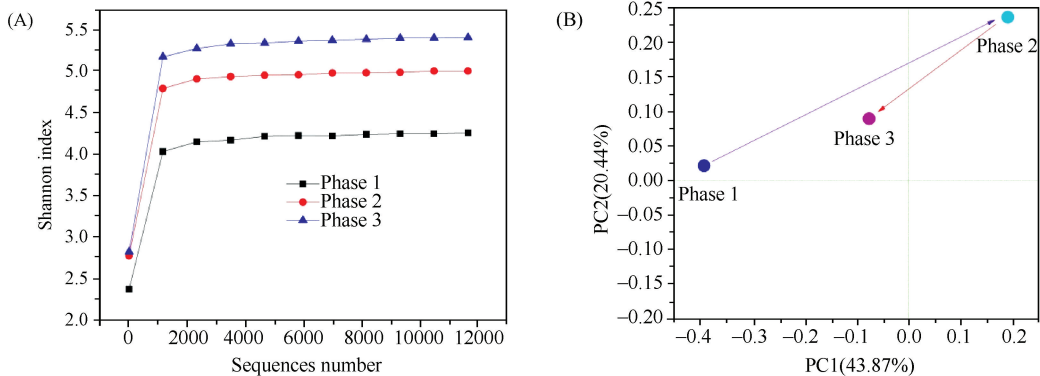 (A)
5.5
5.0
4.5
4.0
3.5
3.0
2.5
2.0
Shannon index
0 2000 4000 6000 8000 10000 12000
Sequences number
Phase 1
Phase 2
Phase 3
(B)
0.25
0.20
0.15
0.10
0.05
0.00
−0.05
−0.10
−0.15
−0.20
PC2(20.44%)
Phase 2
Phase 3
Phase 1
−0.4 −0.2 −0.3 −0.1 0.0 0.1 0.2
PC1(43.87%)